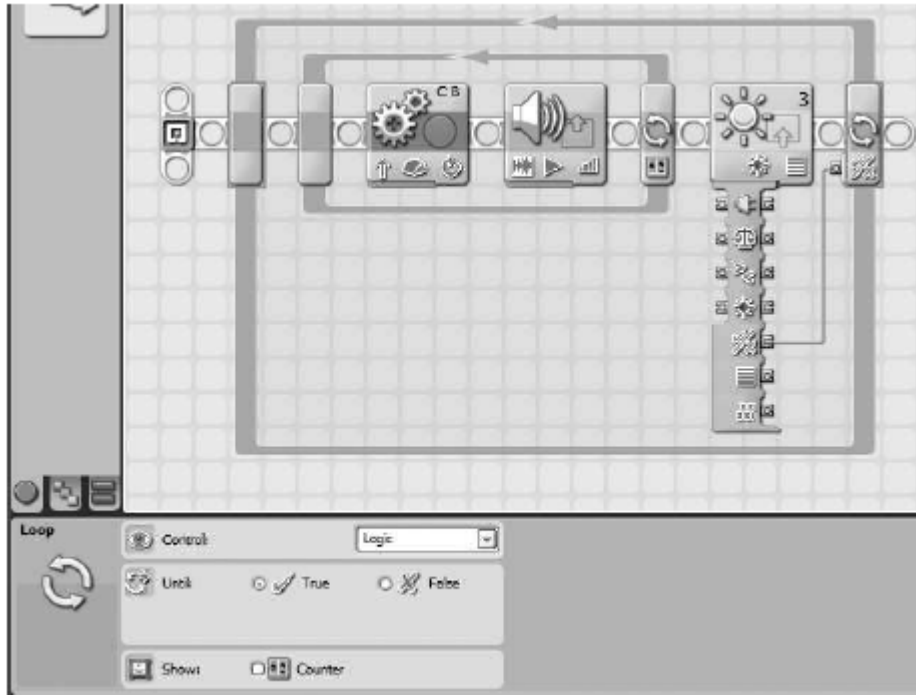 C B
3
Loop
Control:
Logic
Until:
True
False
Show:
Counter